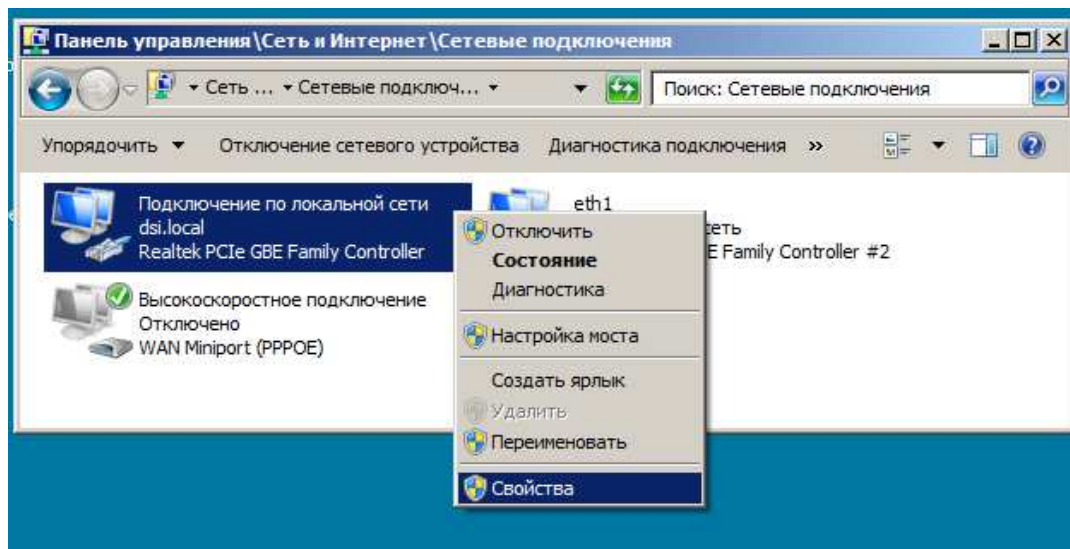 Панель управления\Сеть и Интернет\Сетевые подключения
Сеть ... Сетевые подключ...
Поиск: Сетевые подключения
Упорядочить
Отключение сетевого устройства
Диагностика подключения
»
Подключение по локальной сети
dsi.local
Realtek PCIe GBE Family Controller
eth1
сеть
E Family Controller #2
Высокоскоростное подключение
Отключено
WAN Miniport (PPPOE)
Отключить
Состояние
Диагностика
Настройка моста
Создать ярлык
Удалить
Переименовать
Свойства